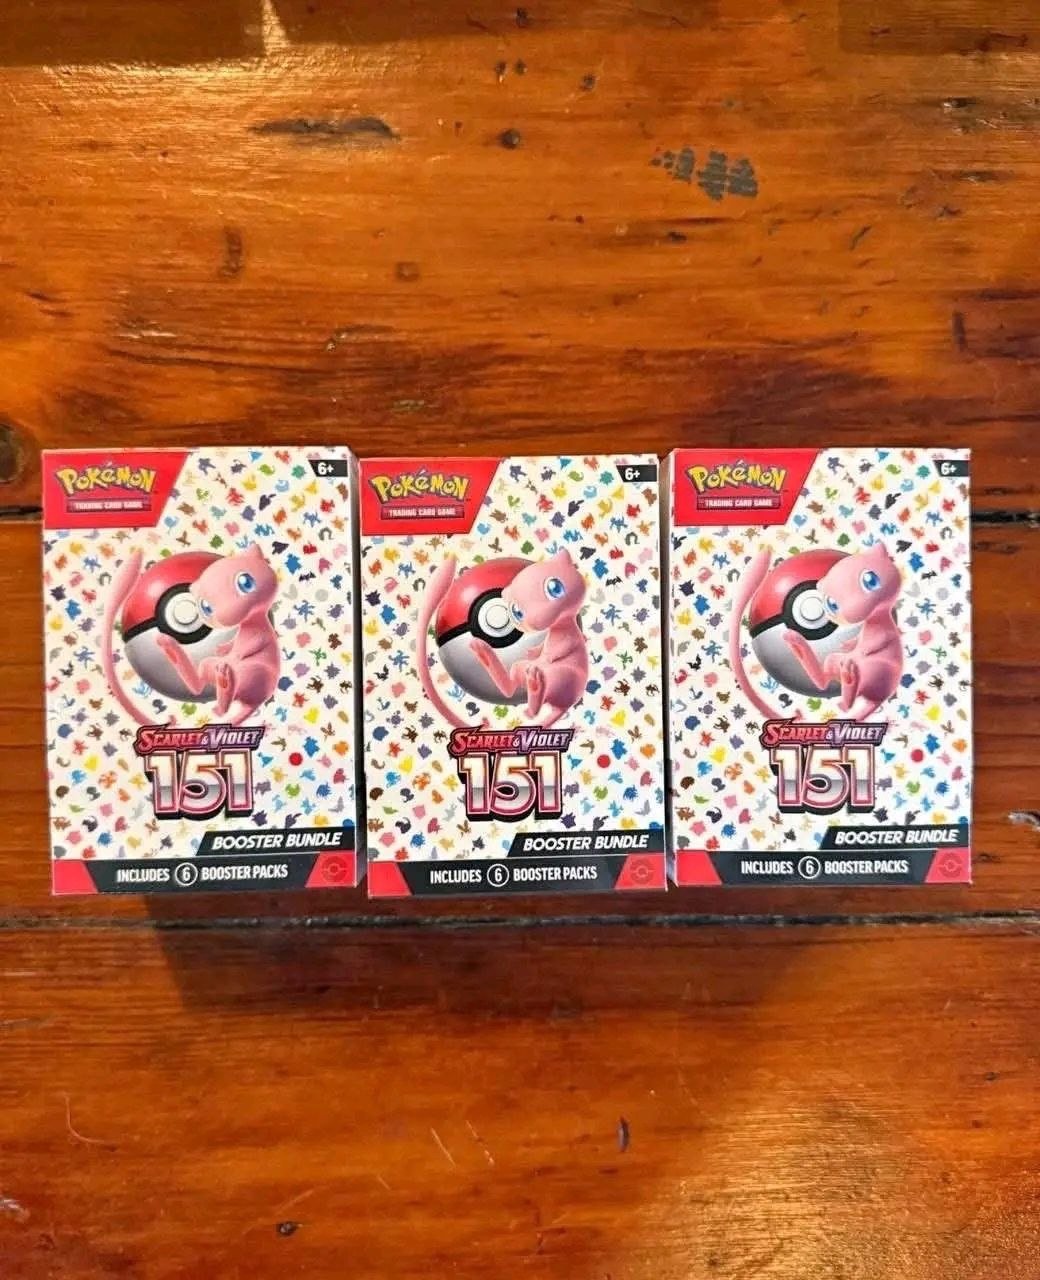 POKéMON
TRADING CARD GAME
6+
SCARLET & VIOLET
151
BOOSTER BUNDLE
INCLUDES 6 BOOSTER PACKS
POKéMON
TRADING CARD GAME
6+
SCARLET & VIOLET
151
BOOSTER BUNDLE
INCLUDES 6 BOOSTER PACKS
POKéMON
TRADING CARD GAME
6+
SCARLET & VIOLET
151
BOOSTER BUNDLE
INCLUDES 6 BOOSTER PACKS